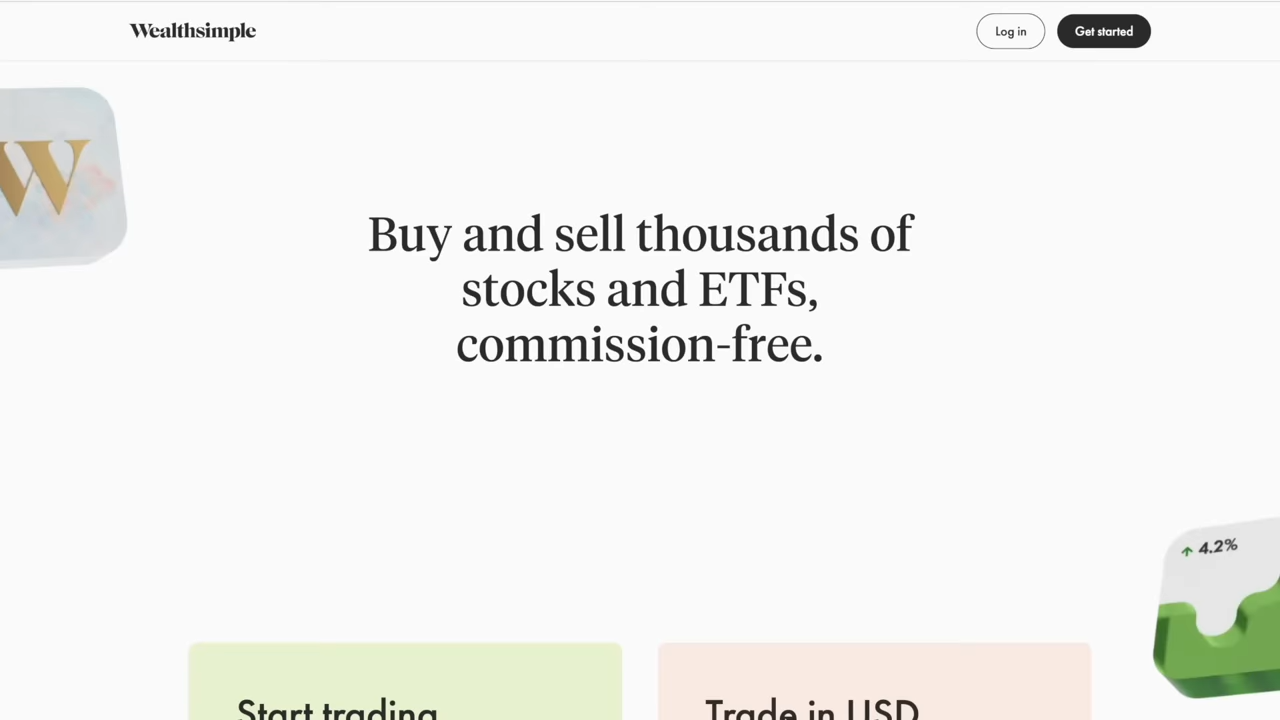 Wealthsimple
Log in
Get started
W
Buy and sell thousands of
stocks and ETFs,
commission-free.
4.2%
Start trading
Trade in USD